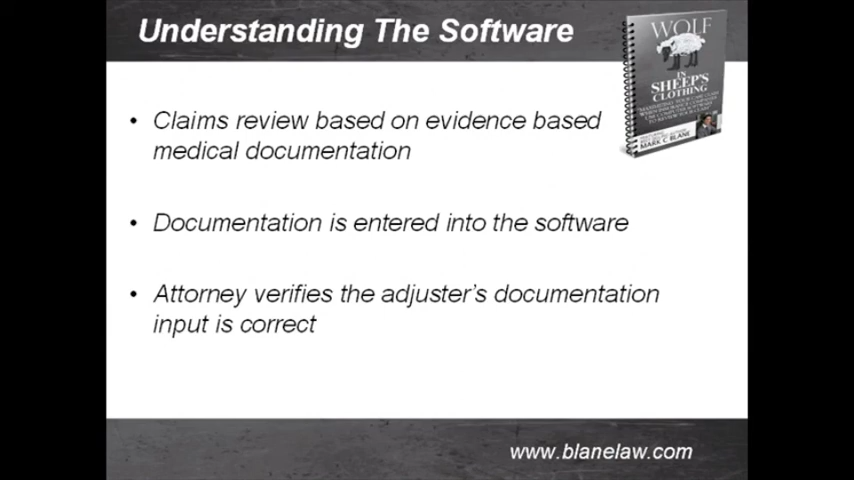 Understanding The Software
WOLF
IN
SHEEP'S
CLOTHING
MARK C BLANE
• Claims review based on evidence based
medical documentation
• Documentation is entered into the software
• Attorney verifies the adjuster's documentation
input is correct
www.blanelaw.com